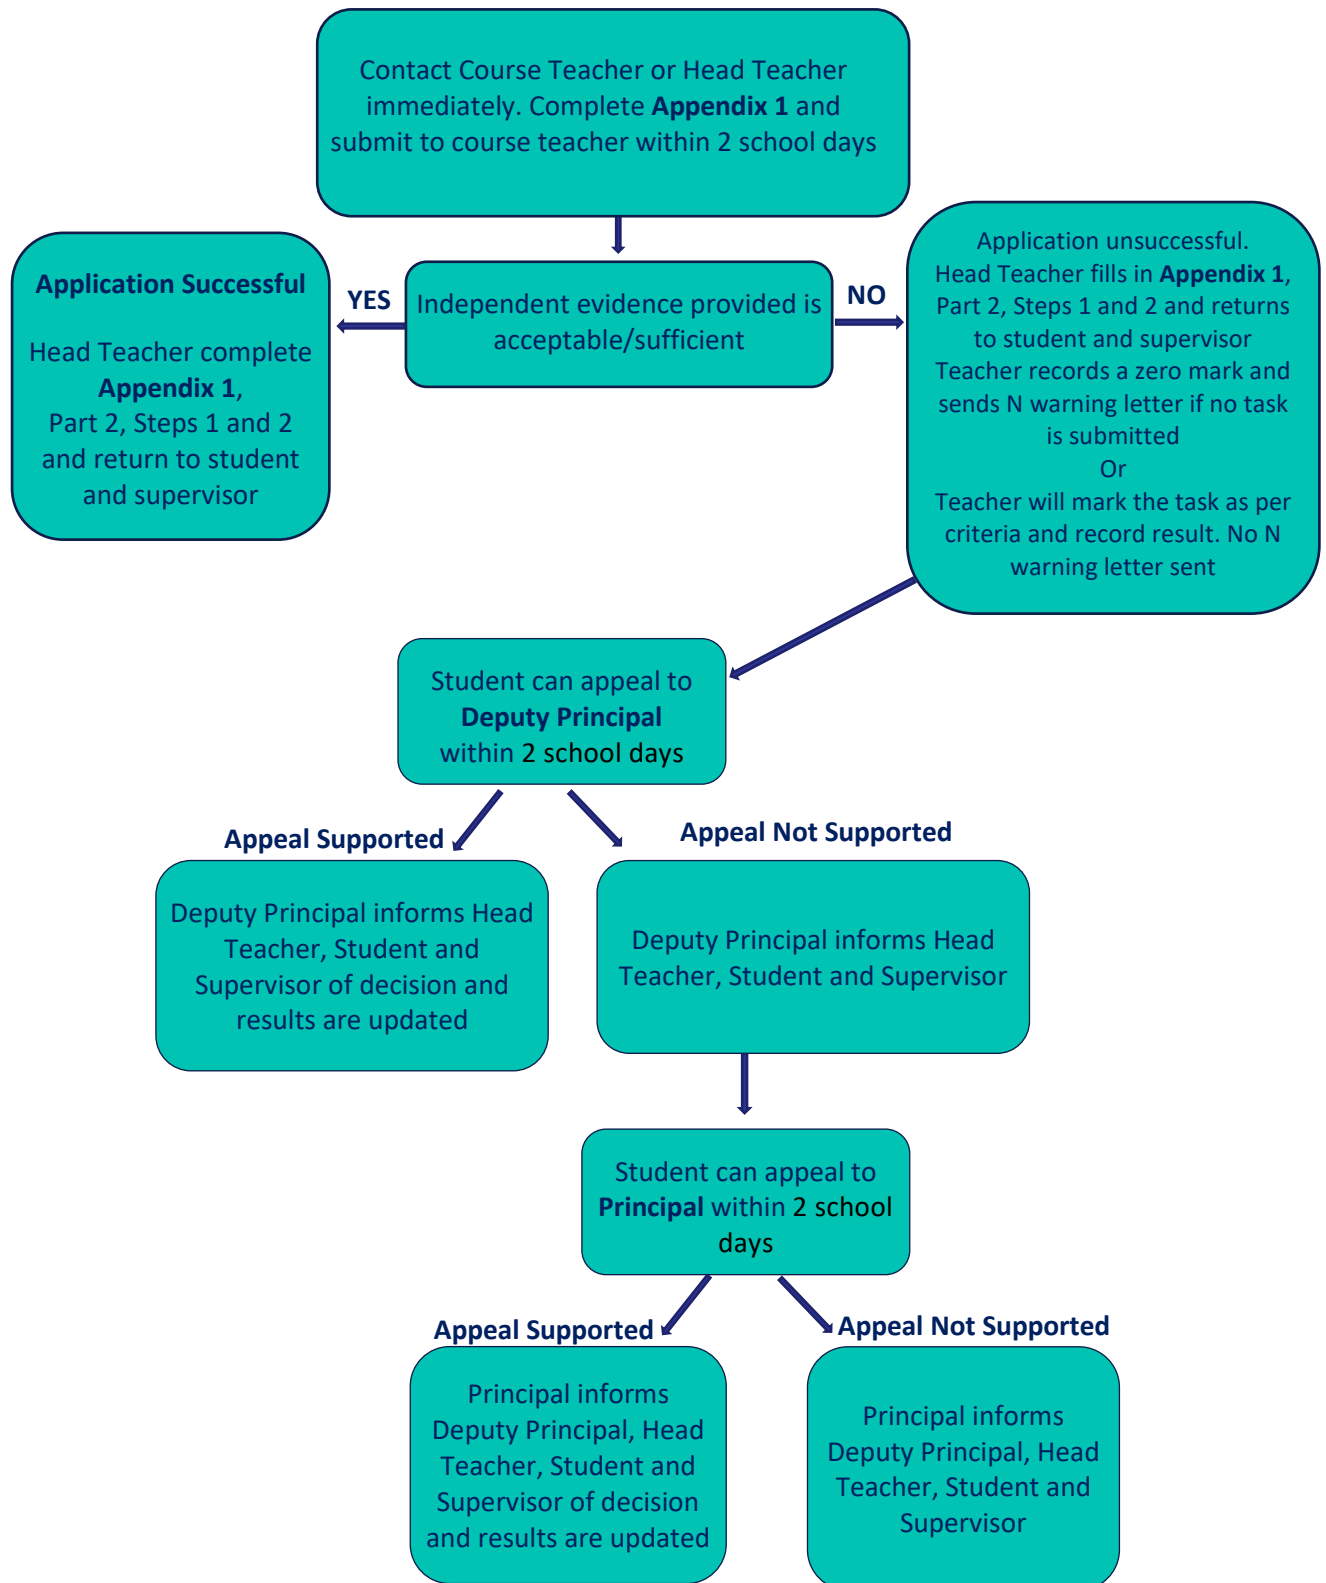 Contact Course Teacher or Head Teacher
immediately. Complete Appendix 1 and
submit to course teacher within 2 school days
Application Successful
Head Teacher complete
Appendix 1,
Part 2, Steps 1 and 2
and return to student
and supervisor
YES
Independent evidence provided is
acceptable/sufficient
NO
Application unsuccessful.
Head Teacher fills in Appendix 1,
Part 2, Steps 1 and 2 and returns
to student and supervisor
Teacher records a zero mark and
sends N warning letter if no task
is submitted
Or
Teacher will mark the task as per
criteria and record result. No N
warning letter sent
Student can appeal to
Deputy Principal
within 2 school days
Appeal Supported
Appeal Not Supported
Deputy Principal informs Head
Teacher, Student and
Supervisor of decision and
results are updated
Deputy Principal informs Head
Teacher, Student and Supervisor
Student can appeal to
Principal within 2 school
days
Appeal Supported
Appeal Not Supported
Principal informs
Deputy Principal, Head
Teacher, Student and
Supervisor of decision
and results are updated
Principal informs
Deputy Principal, Head
Teacher, Student and
Supervisor